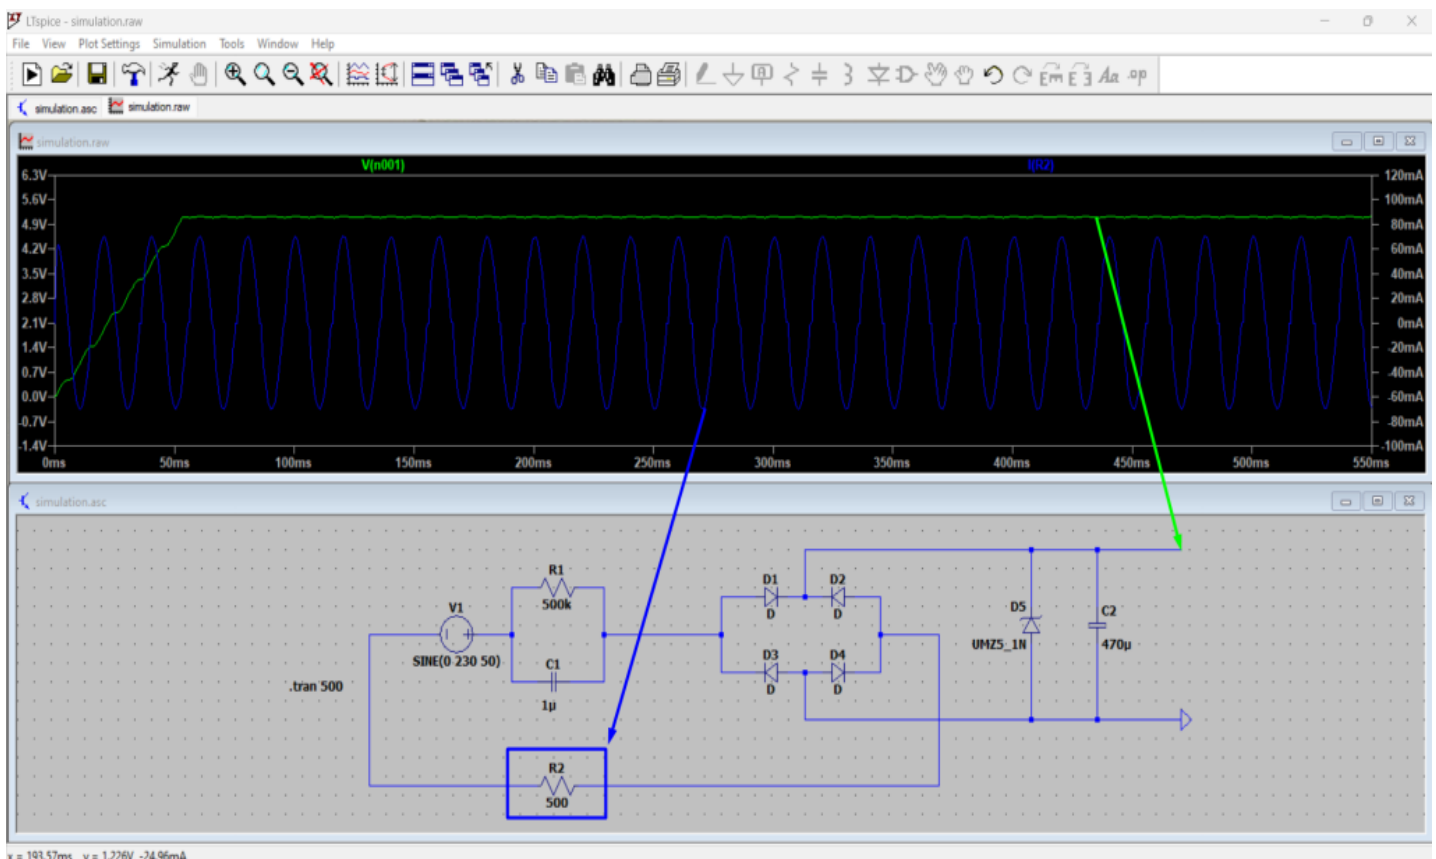 LTspice - simulation.raw
File View Plot Settings Simulation Tools Window Help
Aa .op
simulation.asc simulation.raw
simulation.raw
V(n001) I(R2)
6.3V 120mA
5.6V 100mA
4.9V 80mA
4.2V 60mA
3.5V 40mA
2.8V 20mA
2.1V 0mA
1.4V -20mA
0.7V -40mA
0.0V -60mA
-0.7V -80mA
-1.4V -100mA
0ms 50ms 100ms 150ms 200ms 250ms 300ms 350ms 400ms 450ms 500ms 550ms
simulation.asc
R1
500k
V1
SINE(0 230 50)
C1
1µ
.tran 500
R2
500
D1 D2
D D
D3 D4
D D
D5
UMZ5_1N
C2
470µ
x = 193.57ms y = 1.226V, -24.96mA